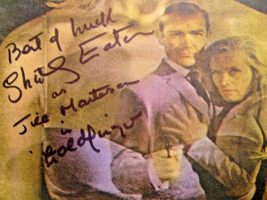 Best of luck
Shirley Eaton
as
Jill Masterson
in
Goldfinger